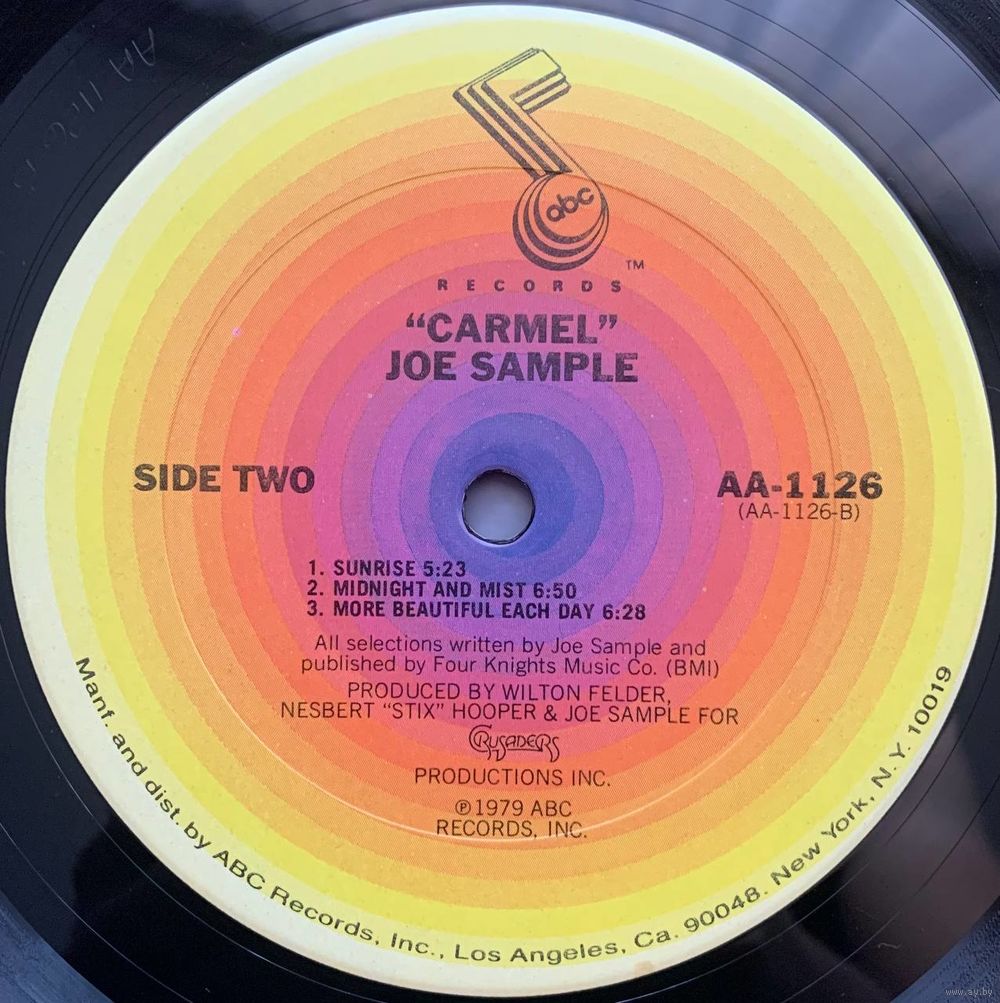 abc
TM
RECORDS
"CARMEL"
JOE SAMPLE
SIDE TWO
AA-1126
(AA-1126-B)
1. SUNRISE 5:23
2. MIDNIGHT AND MIST 6:50
3. MORE BEAUTIFUL EACH DAY 6:28
All selections written by Joe Sample and
published by Four Knights Music Co. (BMI)
PRODUCED BY WILTON FELDER,
NESBERT "STIX" HOOPER & JOE SAMPLE FOR
CRUSADERS
PRODUCTIONS INC.
℗1979 ABC
RECORDS, INC.
Manf. and dist. by ABC Records, Inc., Los Angeles, Ca. 90048. New York, N.Y. 10019
www.ay.by